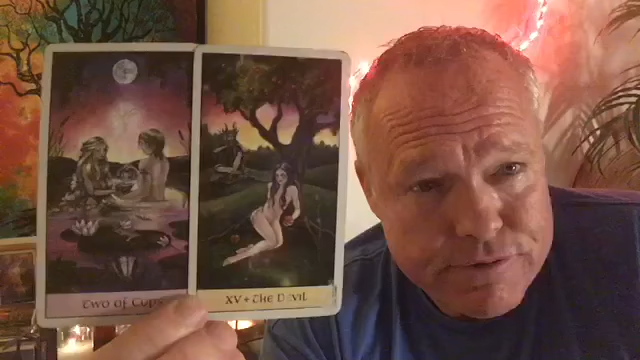 Two of Cups
XV ✦ The Devil